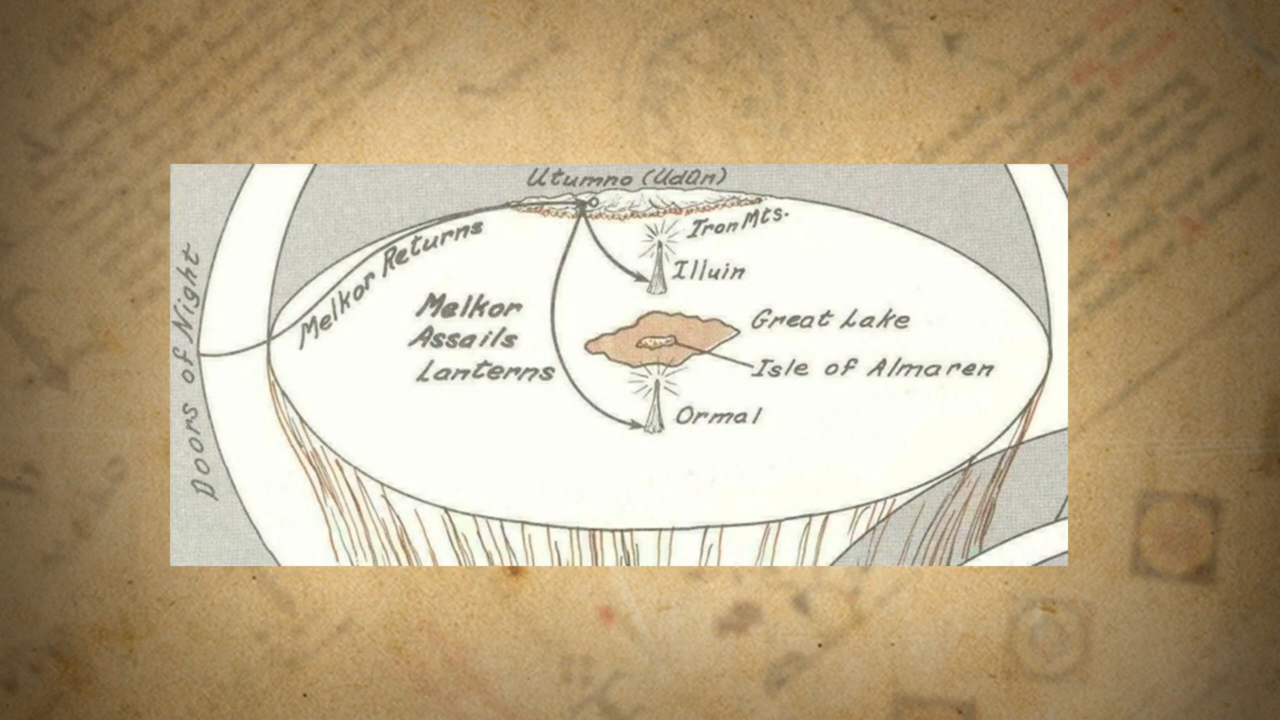 Utumno (Udûn)
Iron Mts.
Melkor Returns
Illuin
Doors of Night
Melkor
Assails
Lanterns
Great Lake
Isle of Almaren
Ormal